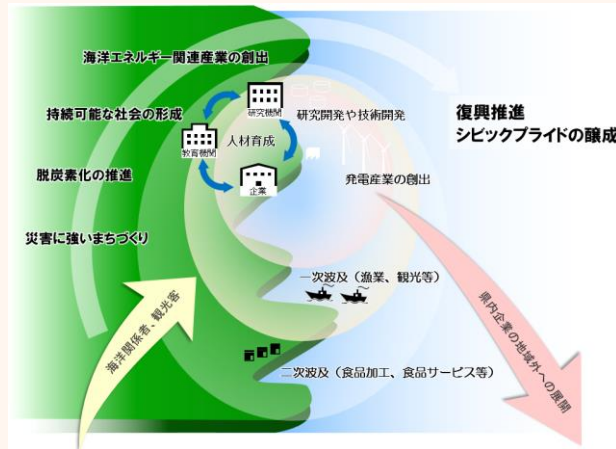 海洋エネルギー関連産業の創出
持続可能な社会の形成
脱炭素化の推進
災害に強いまちづくり
研究機関
教育機関
人材育成
企業
研究開発や技術開発
発電産業の創出
復興推進
シビックプライドの醸成
一次波及（漁業、観光等）
二次波及（食品加工、食品サービス等）
海洋関係者、観光客
県内企業の地域外への展開